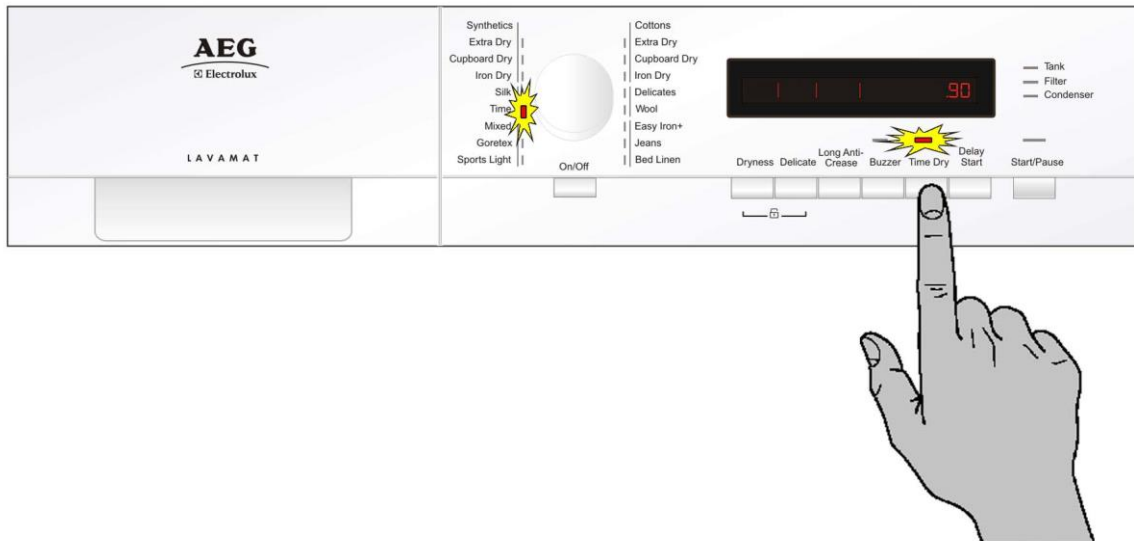 AEG
Electrolux
LAVAMAT
Synthetics
Extra Dry
Cupboard Dry
Iron Dry
Silk
Time
Mixed
Goretex
Sports Light
On/Off
Cottons
Extra Dry
Cupboard Dry
Iron Dry
Delicates
Wool
Easy Iron+
Jeans
Bed Linen
.90
Tank
Filter
Condenser
Dryness
Delicate
Long Anti-
Crease
Buzzer
Time Dry
Delay
Start
Start/Pause